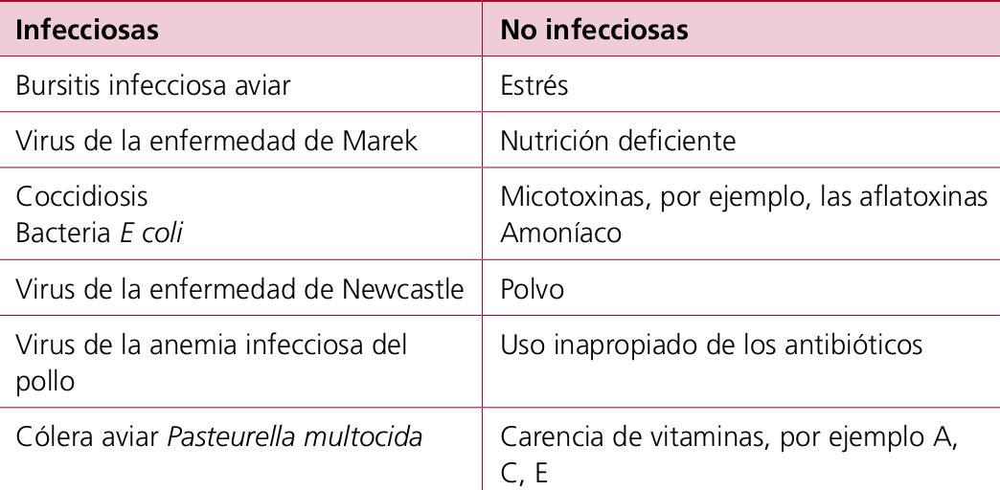 Infecciosas
No infecciosas
Bursitis infecciosa aviar
Estrés
Virus de la enfermedad de Marek
Nutrición deficiente
Coccidiosis
Bacteria E coli
Micotoxinas, por ejemplo, las aflatoxinas
Amoníaco
Virus de la enfermedad de Newcastle
Polvo
Virus de la anemia infecciosa del
pollo
Uso inapropiado de los antibióticos
Cólera aviar Pasteurella multocida
Carencia de vitaminas, por ejemplo A,
C, E